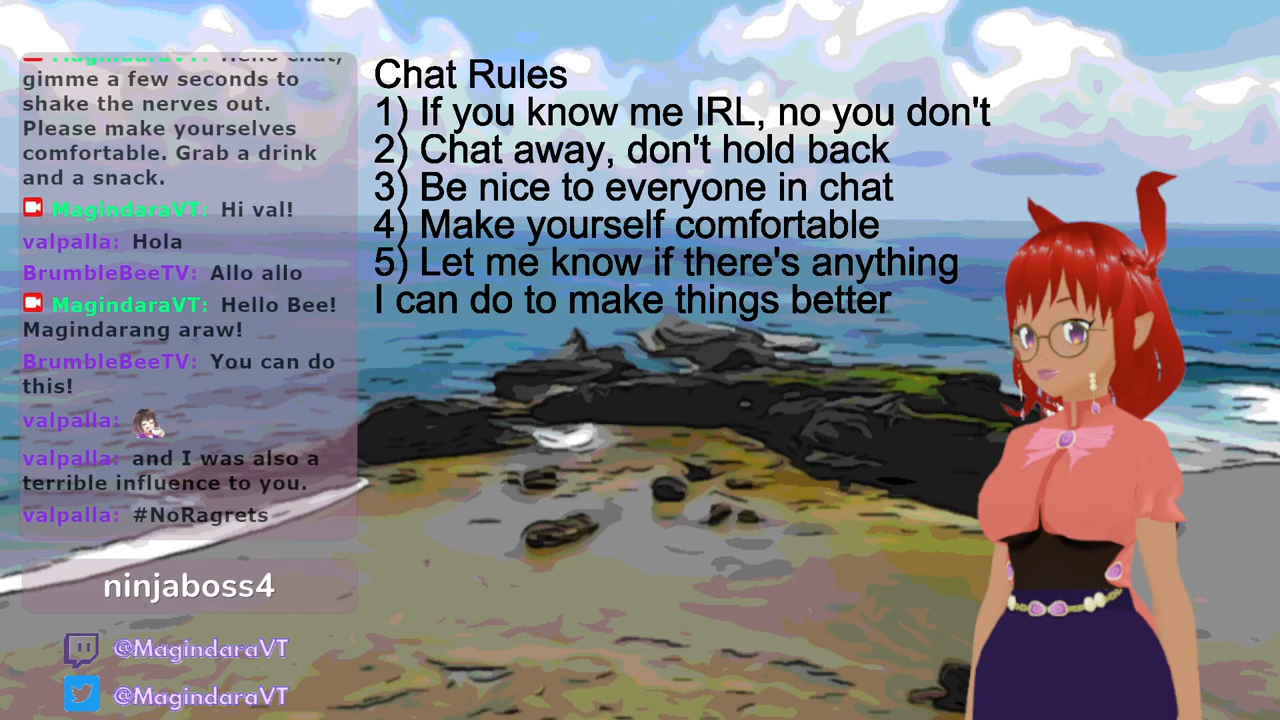 MagindaraVT: Hello chat,
gimme a few seconds to
shake the nerves out.
Please make yourselves
comfortable. Grab a drink
and a snack.
MagindaraVT: Hi val!
valpalla: Hola
BrumbleBeeTV: Allo allo
MagindaraVT: Hello Bee!
Magindarang araw!
BrumbleBeeTV: You can do
this!
valpalla:
valpalla: and I was also a
terrible influence to you.
valpalla: #NoRagrets
ninjaboss4
@MagindaraVT
@MagindaraVT
Chat Rules
1) If you know me IRL, no you don't
2) Chat away, don't hold back
3) Be nice to everyone in chat
4) Make yourself comfortable
5) Let me know if there's anything
I can do to make things better